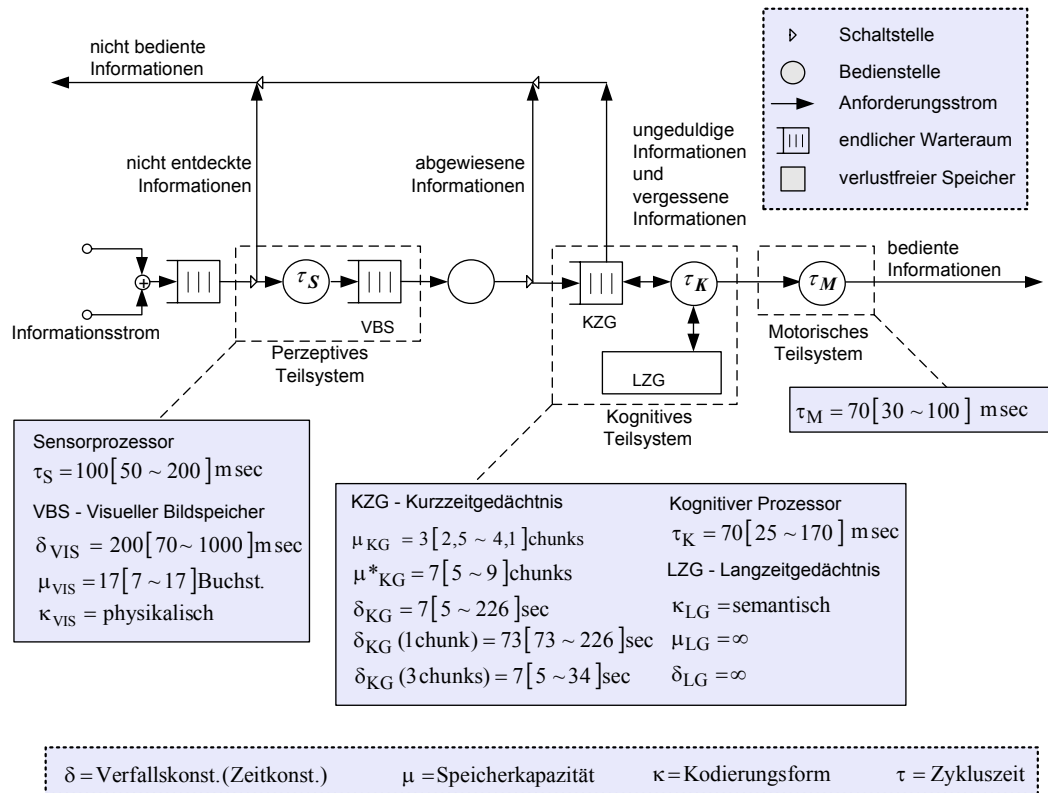 nicht bediente
Informationen
nicht entdeckte
Informationen
abgewiesene
Informationen
ungeduldige
Informationen
und
vergessene
Informationen
Schaltstelle
Bedienstelle
Anforderungsstrom
endlicher Warteraum
verlustfreier Speicher
bediente
Informationen
Informationsstrom
+
τS
VBS
Perzeptives
Teilsystem
KZG
τK
LZG
Kognitives
Teilsystem
τM
Motorisches
Teilsystem
τM = 70[30 ~ 100] msec
Sensorprozessor
τS = 100[50 ~ 200] msec
VBS - Visueller Bildspeicher
δVIS = 200[70 ~ 1000] msec
μVIS = 17[7 ~ 17] Buchst.
κVIS = physikalisch
KZG - Kurzzeitgedächtnis
μKG = 3[2,5 ~ 4,1] chunks
μ*KG = 7[5 ~ 9] chunks
δKG = 7[5 ~ 226] sec
δKG (1chunk) = 73[73 ~ 226] sec
δKG (3chunks) = 7[5 ~ 34] sec
Kognitiver Prozessor
τK = 70[25 ~ 170] msec
LZG - Langzeitgedächtnis
κLG = semantisch
μLG = ∞
δLG = ∞
δ = Verfallskonst.(Zeitkonst.) μ = Speicherkapazität κ = Kodierungsform τ = Zykluszeit